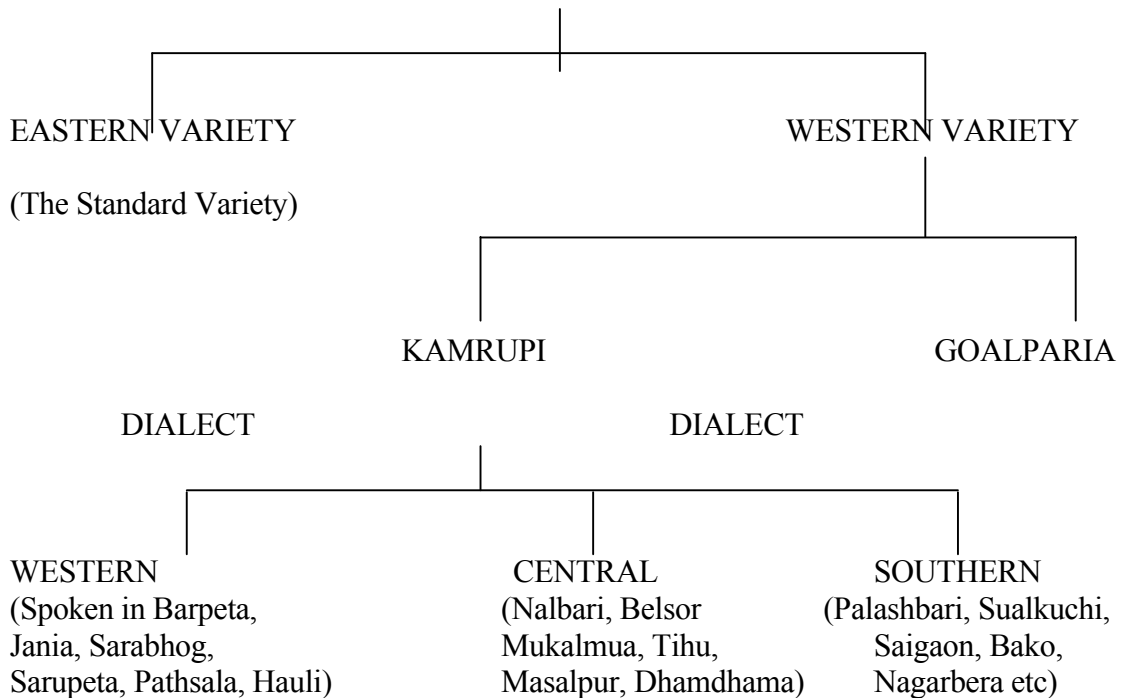 EASTERN VARIETY WESTERN VARIETY
(The Standard Variety)
KAMRUPI GOALPARIA
DIALECT DIALECT
WESTERN CENTRAL SOUTHERN
(Spoken in Barpeta, (Nalbari, Belsor (Palashbari, Sualkuchi,
Jania, Sarabhog, Mukalmua, Tihu, Saigaon, Bako,
Sarupeta, Pathsala, Hauli) Masalpur, Dhamdhama) Nagarbera etc)